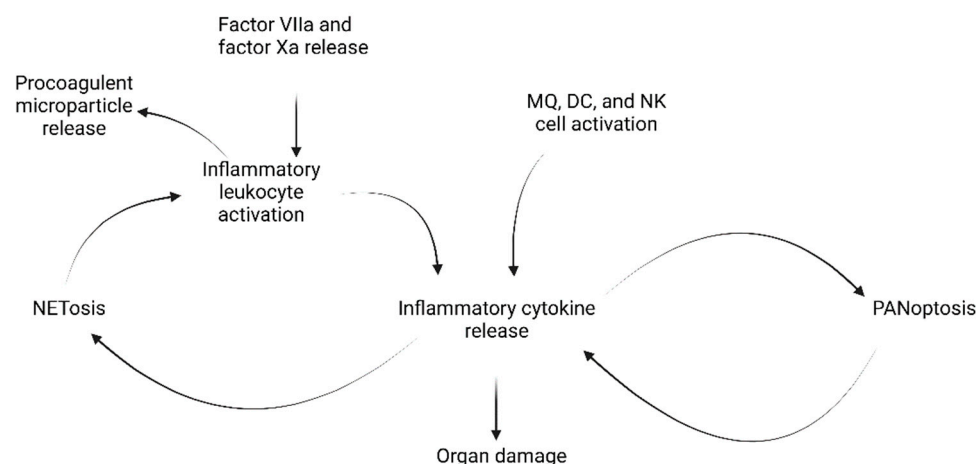 Factor VIIa and
factor Xa release
Procoagulent
microparticle
release
MQ, DC, and NK
cell activation
Inflammatory
leukocyte
activation
NETosis
Inflammatory cytokine
release
PANoptosis
Organ damage